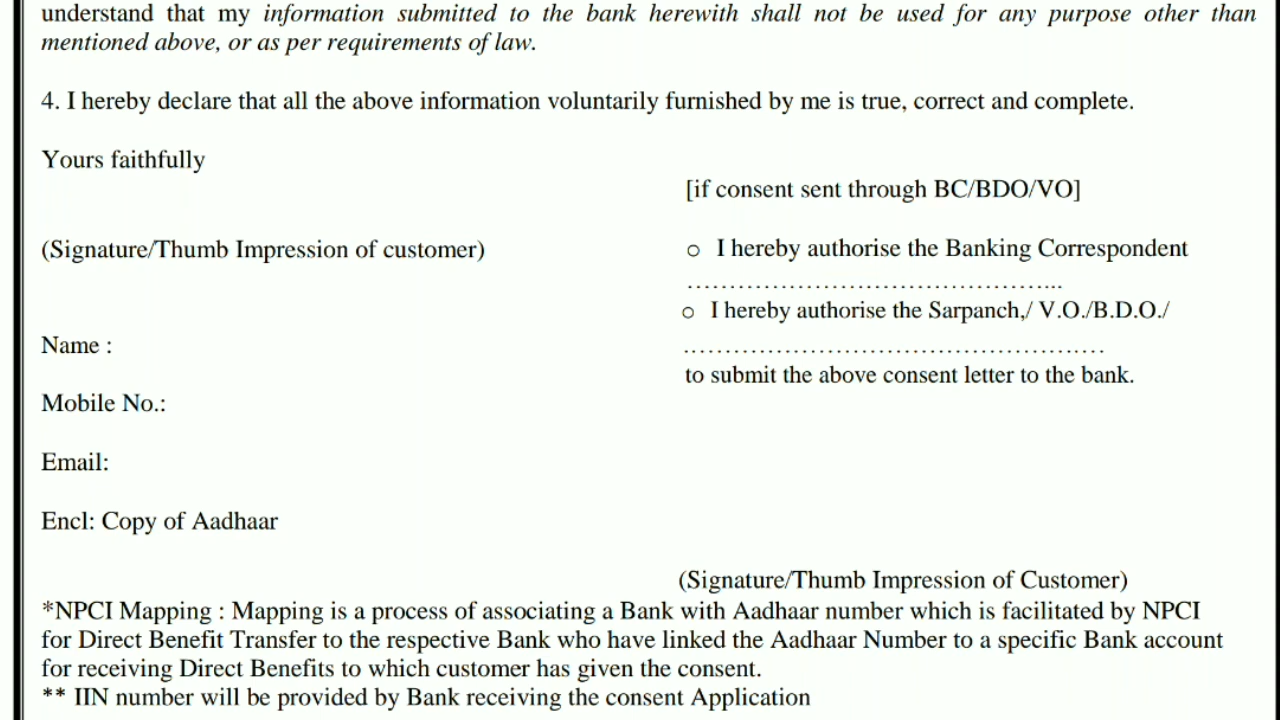 understand that my information submitted to the bank herewith shall not be used for any purpose other than
mentioned above, or as per requirements of law.
4. I hereby declare that all the above information voluntarily furnished by me is true, correct and complete.
Yours faithfully
[if consent sent through BC/BDO/VO]
(Signature/Thumb Impression of customer)
o I hereby authorise the Banking Correspondent
……………………………………...
o I hereby authorise the Sarpanch,/ V.O./B.D.O./
……………………………………………
to submit the above consent letter to the bank.
Name :
Mobile No.:
Email:
Encl: Copy of Aadhaar
(Signature/Thumb Impression of Customer)
*NPCI Mapping : Mapping is a process of associating a Bank with Aadhaar number which is facilitated by NPCI
for Direct Benefit Transfer to the respective Bank who have linked the Aadhaar Number to a specific Bank account
for receiving Direct Benefits to which customer has given the consent.
** IIN number will be provided by Bank receiving the consent Application